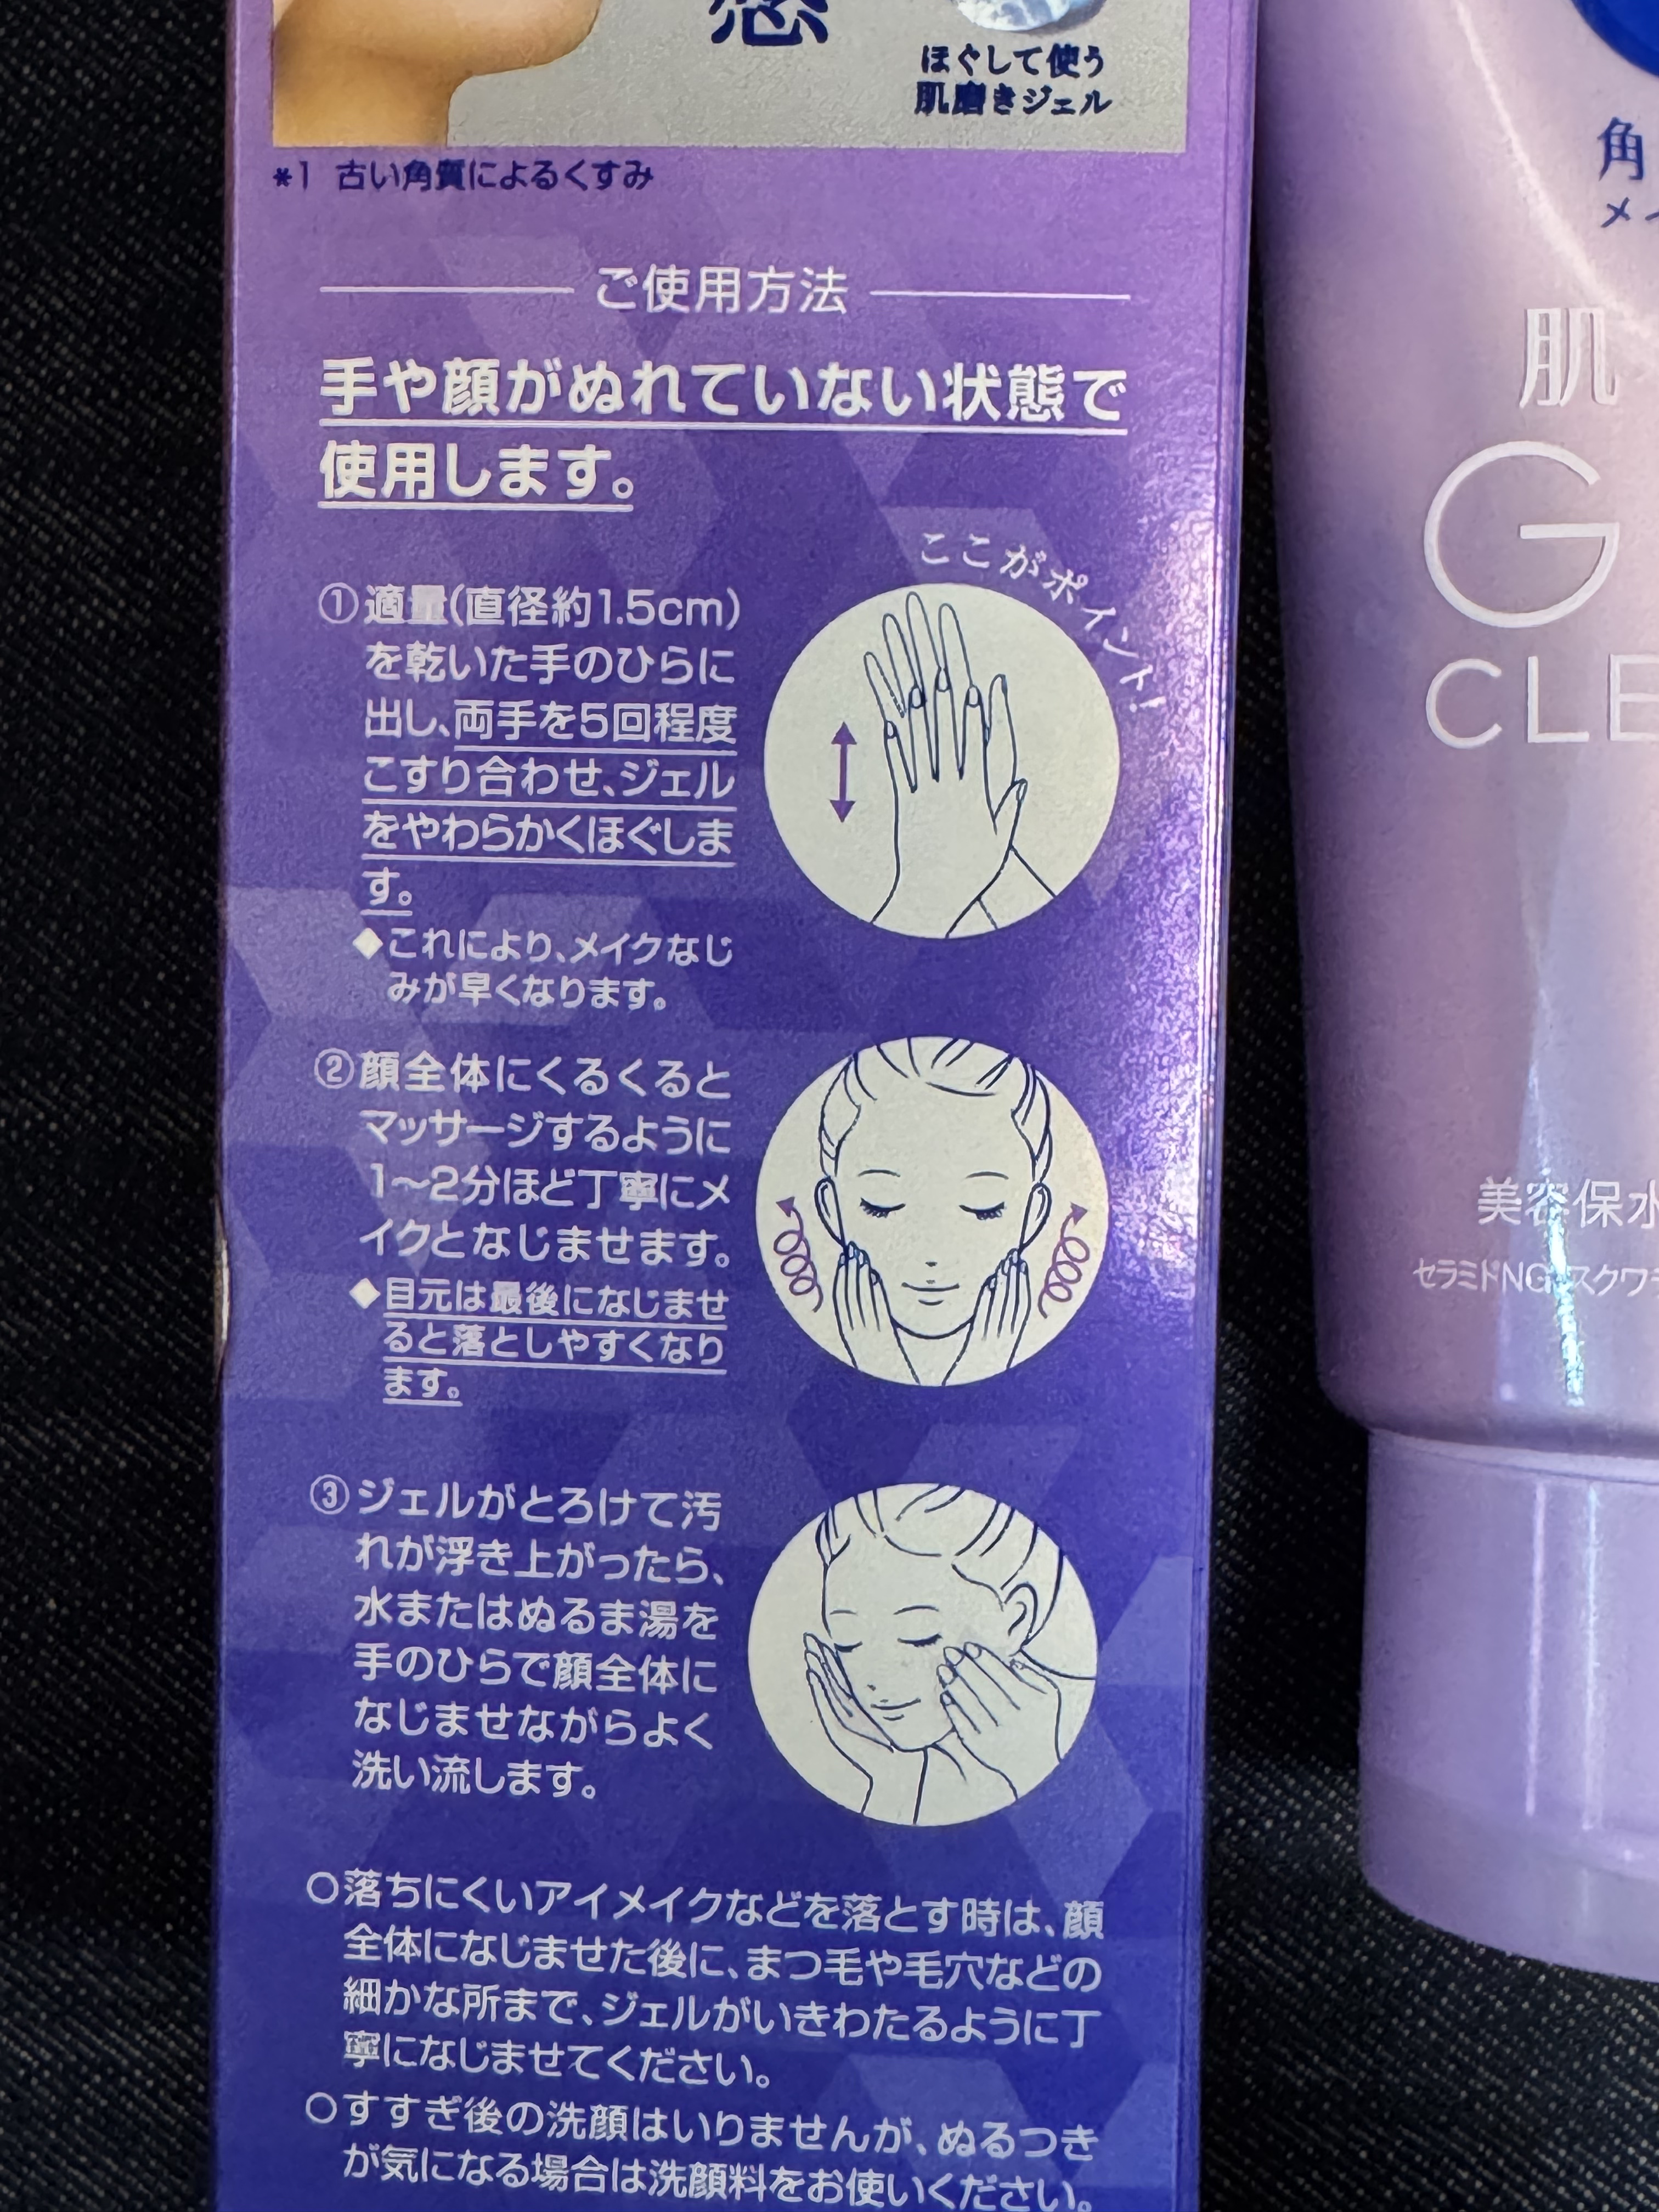 ほぐして使う
肌磨きジェル
*1 古い角質によるくすみ
ご使用方法
手や顔がぬれていない状態で
使用します。
ここがポイント!
①適量(直径約1.5cm)
を乾いた手のひらに
出し、両手を5回程度
こすり合わせ、ジェル
をやわらかくほぐしま
す。
◆これにより、メイクなじ
みが早くなります。
②顔全体にくるくると
マッサージするように
1〜2分ほど丁寧にメ
イクとなじませます。
◆目元は最後になじませ
ると落としやすくなり
ます。
③ジェルがとろけて汚
れが浮き上がったら、
水またはぬるま湯を
手のひらで顔全体に
なじませながらよく
洗い流します。
○落ちにくいアイメイクなどを落とす時は、顔
全体になじませた後に、まつ毛や毛穴などの
細かな所まで、ジェルがいきわたるように丁
寧になじませてください。
○すすぎ後の洗顔はいりませんが、ぬるつき
が気になる場合は洗顔料をお使いください。
角
メイ
肌
G
CLE
美容保水
セラミドNG スクワラ